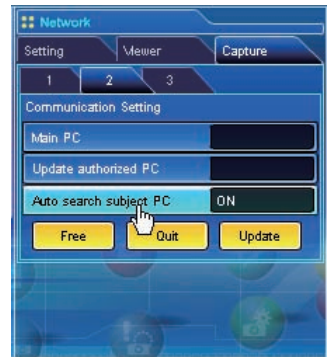 Network
Setting Viewer Capture
1 2 3
Communication Setting
Main PC
Update authorized PC
Auto search subject PC ON
Free Quit Update